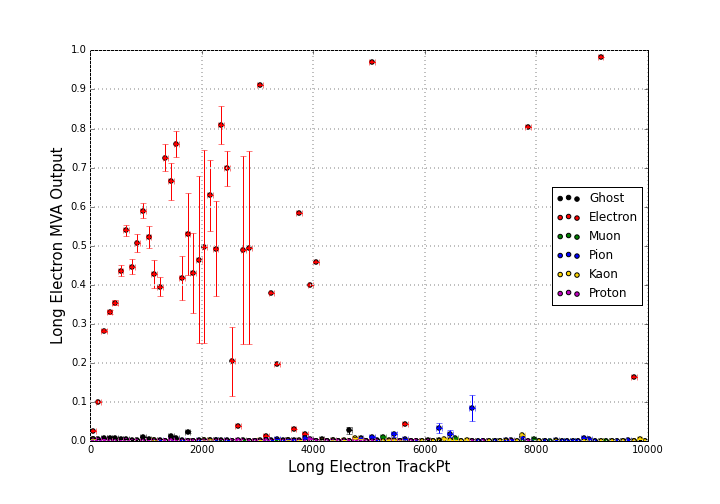 1.0
0.9
0.8
0.7
0.6
0.5
0.4
0.3
0.2
0.1
0.0
Long Electron MVA Output
Ghost
Electron
Muon
Pion
Kaon
Proton
0 2000 4000 6000 8000 10000
Long Electron TrackPt